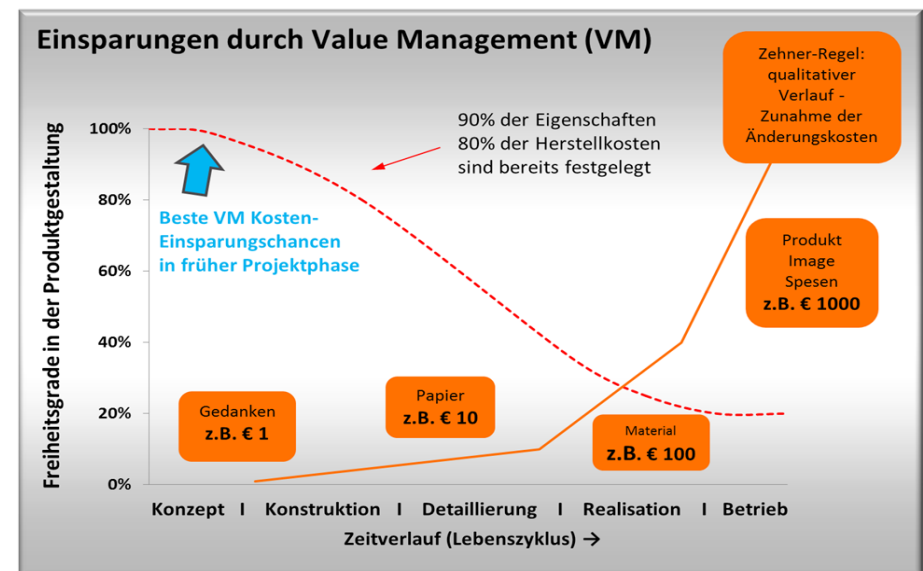 Einsparungen durch Value Management (VM)
Zehner-Regel:
qualitativer
Verlauf -
Zunahme der
Änderungskosten
90% der Eigenschaften
80% der Herstellkosten
sind bereits festgelegt
Beste VM Kosten-
Einsparungschancen
in früher Projektphase
Produkt
Image
Spesen
z.B. € 1000
Gedanken
z.B. € 1
Papier
z.B. € 10
Material
z.B. € 100
Freiheitsgrade in der Produktgestaltung
100%
80%
60%
40%
20%
0%
Konzept I Konstruktion I Detaillierung I Realisation I Betrieb
Zeitverlauf (Lebenszyklus) →